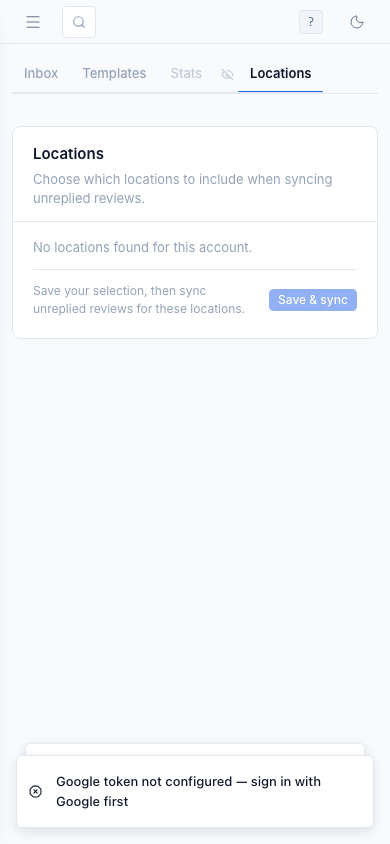 ?
Inbox Templates Stats Locations
Locations
Choose which locations to include when syncing
unreplied reviews.
No locations found for this account.
Save your selection, then sync
unreplied reviews for these locations.
Save & sync
Google token not configured — sign in with
Google first